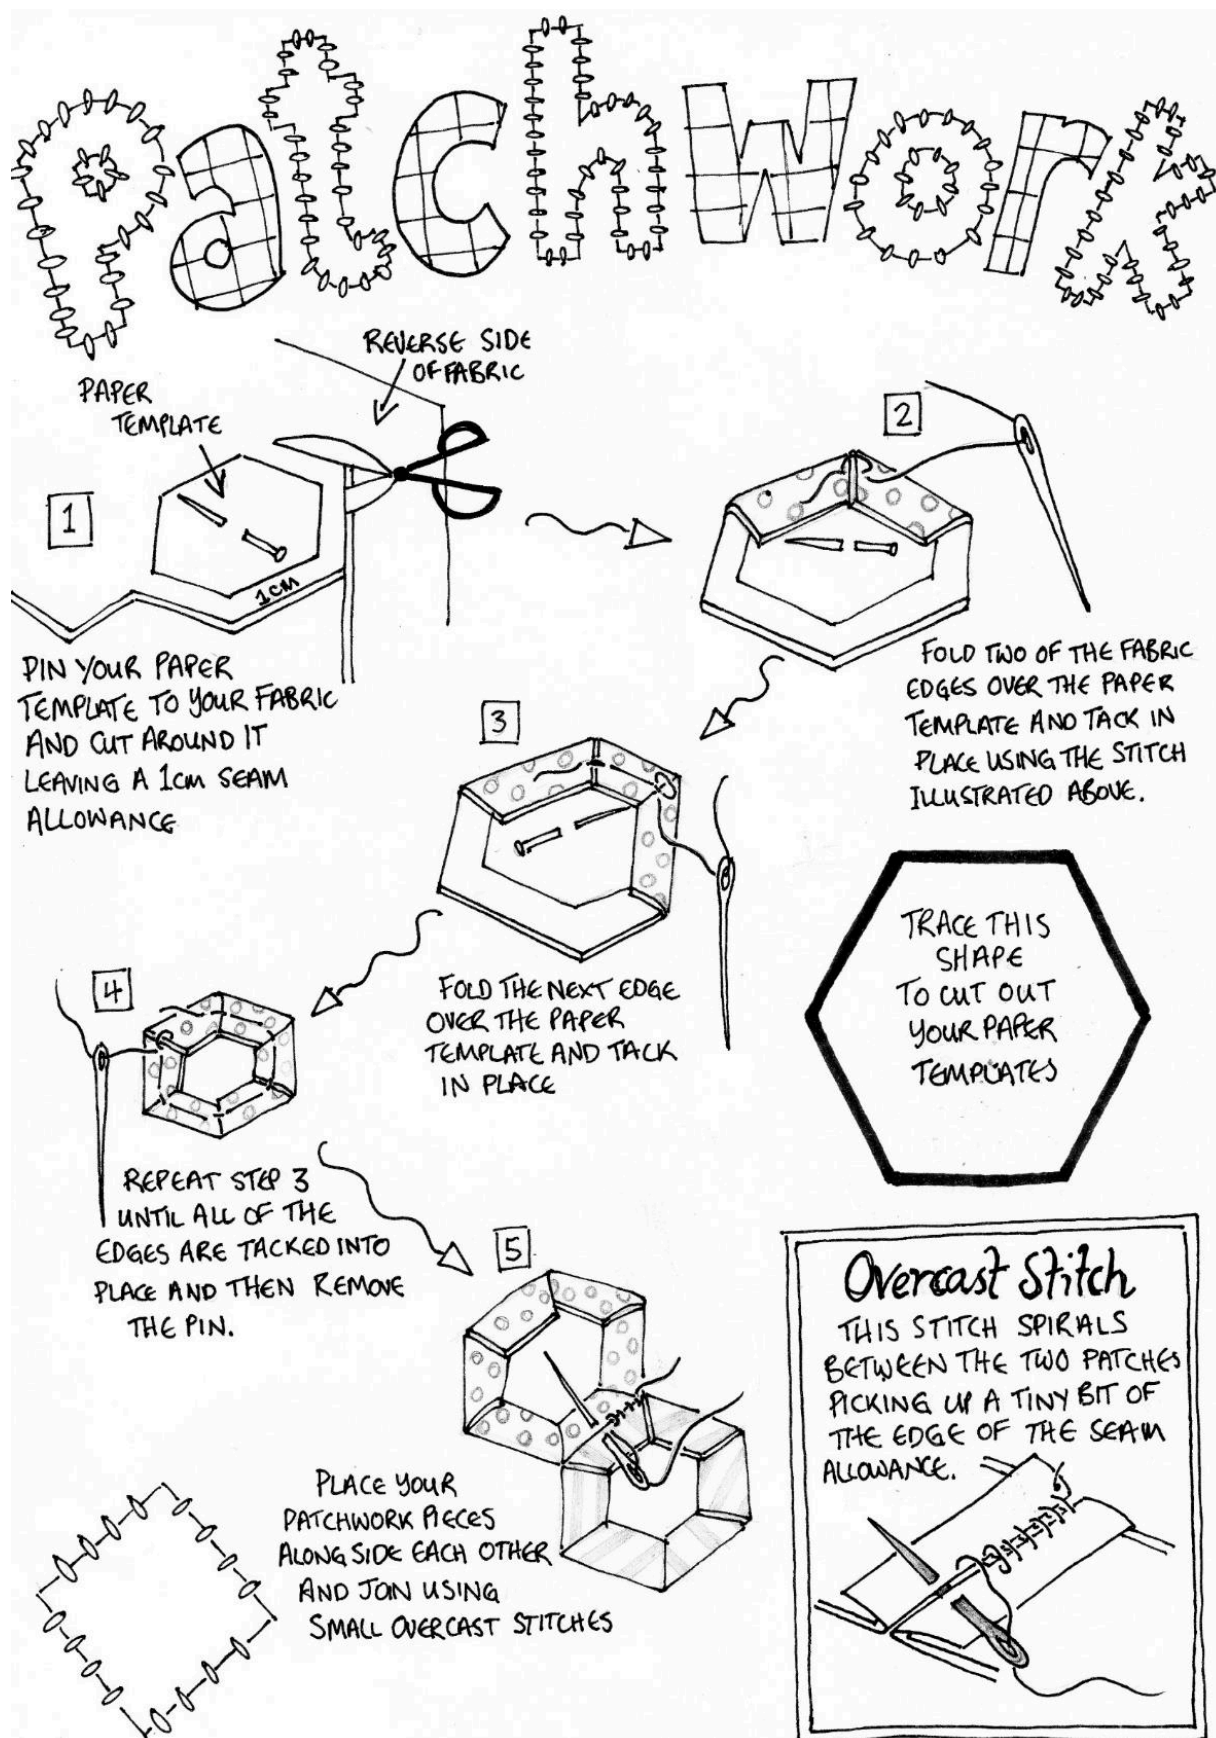 Patchwork
REVERSE SIDE
OF FABRIC
PAPER
TEMPLATE
1
1CM
PIN YOUR PAPER
TEMPLATE TO YOUR FABRIC
AND CUT AROUND IT
LEAVING A 1CM SEAM
ALLOWANCE
2
FOLD TWO OF THE FABRIC
EDGES OVER THE PAPER
TEMPLATE AND TACK IN
PLACE USING THE STITCH
ILLUSTRATED ABOVE.
3
FOLD THE NEXT EDGE
OVER THE PAPER
TEMPLATE AND TACK
IN PLACE
TRACE THIS
SHAPE
TO CUT OUT
YOUR PAPER
TEMPLATES
4
REPEAT STEP 3
UNTIL ALL OF THE
EDGES ARE TACKED INTO
PLACE AND THEN REMOVE
THE PIN.
5
PLACE YOUR
PATCHWORK PIECES
ALONG SIDE EACH OTHER
AND JOIN USING
SMALL OVERCAST STITCHES
Overcast Stitch
THIS STITCH SPIRALS
BETWEEN THE TWO PATCHES
PICKING UP A TINY BIT OF
THE EDGE OF THE SEAM
ALLOWANCE.